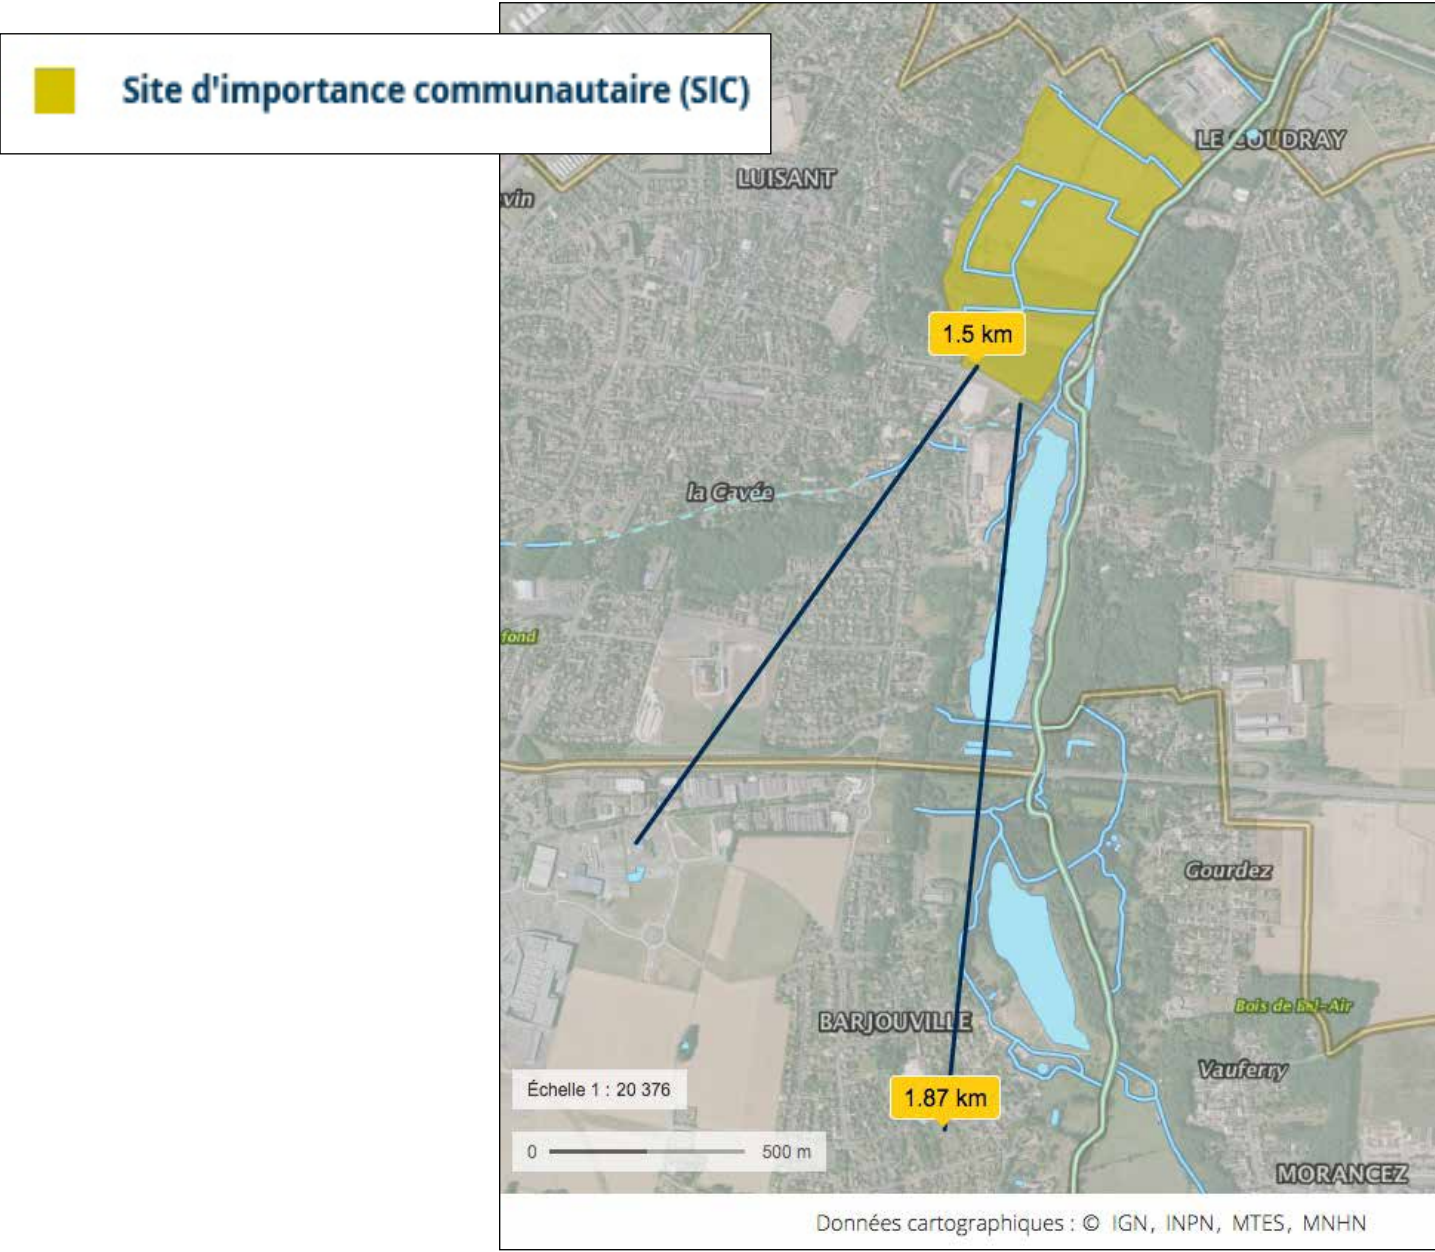 Site d'importance communautaire (SIC)
LE COUDRAY
LUISANT
vin
1.5 km
la Cavée
fond
Gourdez
Bois de Bel-Air
BARJOUVILLE
Vauferry
Échelle 1 : 20 376
1.87 km
0 500 m
MORANCEZ
Données cartographiques : © IGN, INPN, MTES, MNHN